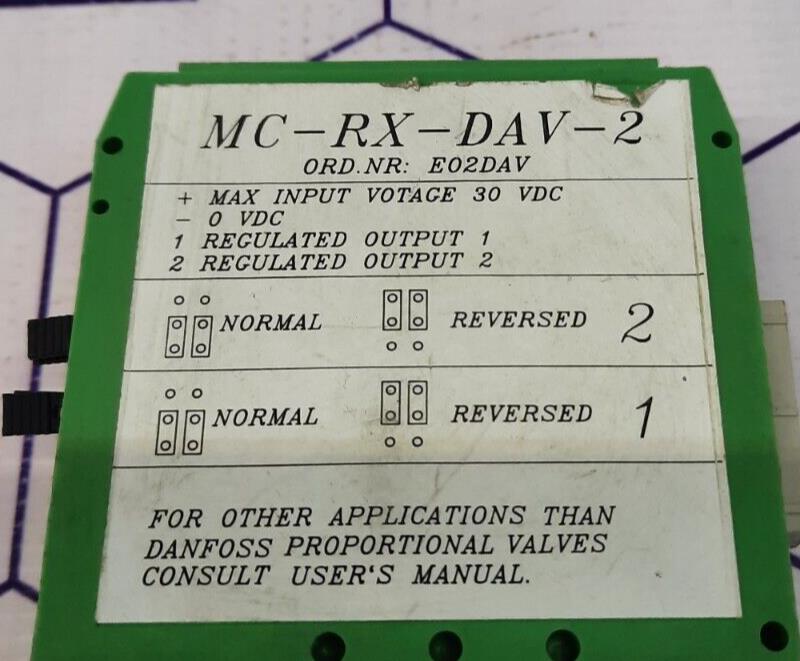 MC-RX-DAV-2
ORD.NR: E02DAV
+ MAX INPUT VOTAGE 30 VDC
- 0 VDC
1 REGULATED OUTPUT 1
2 REGULATED OUTPUT 2
NORMAL REVERSED 2
NORMAL REVERSED 1
FOR OTHER APPLICATIONS THAN
DANFOSS PROPORTIONAL VALVES
CONSULT USER'S MANUAL.